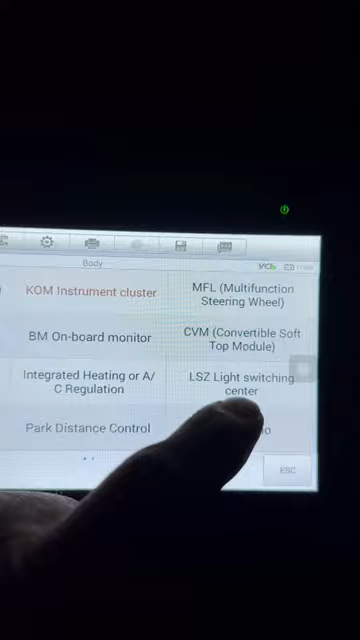 Body
VCI
KOM Instrument cluster
MFL (Multifunction
Steering Wheel)
BM On-board monitor
CVM (Convertible Soft
Top Module)
Integrated Heating or A/
C Regulation
LSZ Light switching
center
Park Distance Control
ESC